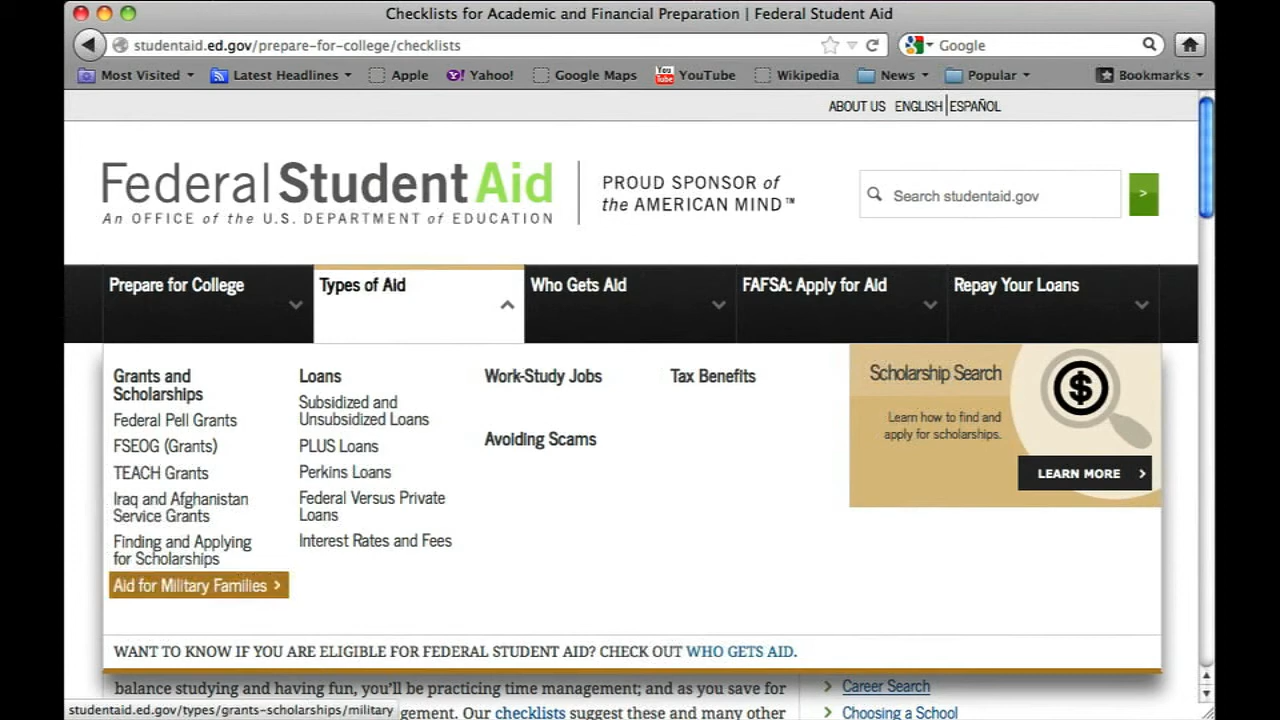 Checklists for Academic and Financial Preparation | Federal Student Aid
studentaid.ed.gov/prepare-for-college/checklists
Google
Most Visited
Latest Headlines
Apple
Yahoo!
Google Maps
YouTube
Wikipedia
News
Popular
Bookmarks
ABOUT US ENGLISH | ESPAÑOL
Federal Student Aid
An OFFICE of the U.S. DEPARTMENT of EDUCATION
PROUD SPONSOR of
the AMERICAN MIND™
Search studentaid.gov
>
Prepare for College
Types of Aid
Who Gets Aid
FAFSA: Apply for Aid
Repay Your Loans
Grants and
Scholarships
Federal Pell Grants
FSEOG (Grants)
TEACH Grants
Iraq and Afghanistan
Service Grants
Finding and Applying
for Scholarships
Aid for Military Families >
Loans
Subsidized and
Unsubsidized Loans
PLUS Loans
Perkins Loans
Federal Versus Private
Loans
Interest Rates and Fees
Work-Study Jobs
Avoiding Scams
Tax Benefits
Scholarship Search
Learn how to find and
apply for scholarships.
$
LEARN MORE >
WANT TO KNOW IF YOU ARE ELIGIBLE FOR FEDERAL STUDENT AID? CHECK OUT WHO GETS AID.
balance studying and having fun, you'll be practicing time management; and as you save for
gement. Our checklists suggest these and many other
> Career Search
> Choosing a School
studentaid.ed.gov/types/grants-scholarships/military